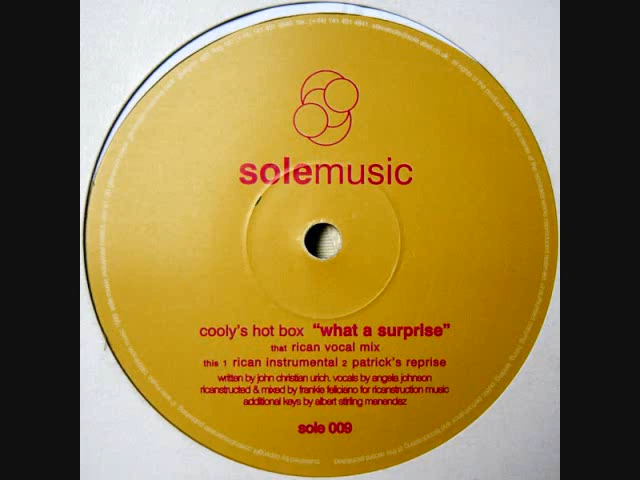 solemusic
cooly's hot box "what a surprise"
that rican vocal mix
this 1 rican instrumental 2 patrick's reprise
written by john christian urich. vocals by angela johnson
ricanstructed & mixed by frankie feliciano for ricanstruction music
additional keys by albert stirling menendez
sole 009